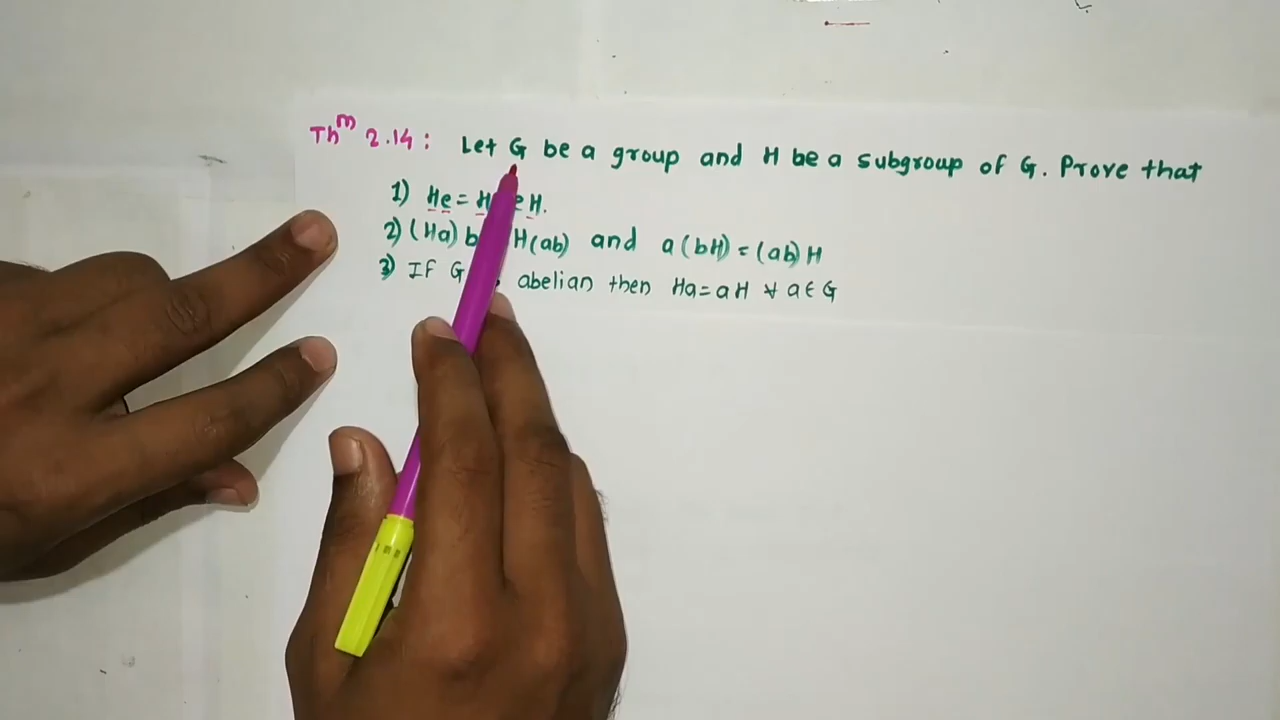 Thm 2.14: Let G be a group and H be a subgroup of G. Prove that
1) He = H H.
2) (Ha) b H(ab) and a(bH) = (ab) H
3) If G abelian then Ha = aH ∀ a ∈ G